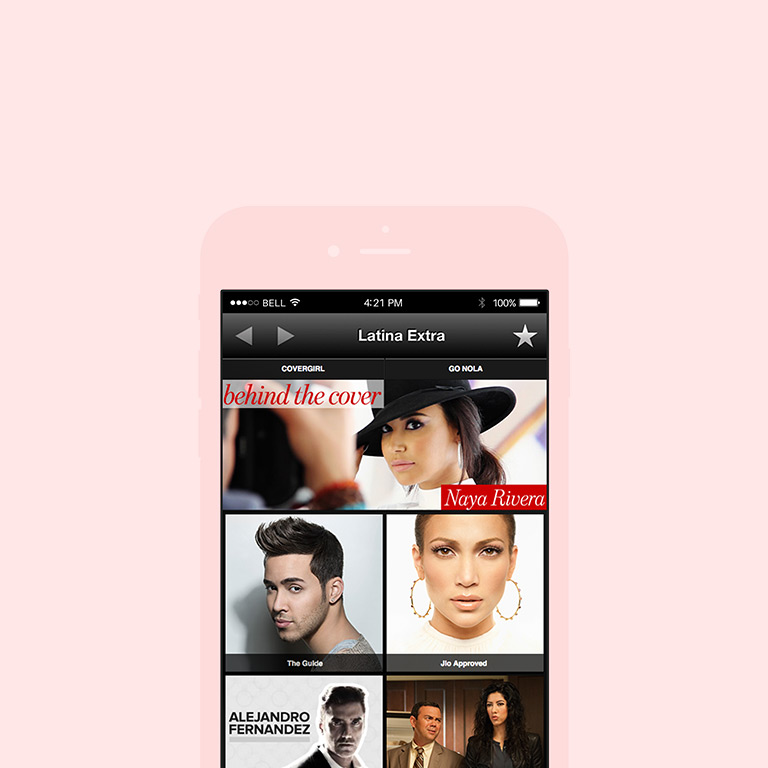 BELL
4:21 PM
100%
Latina Extra
COVERGIRL
GO NOLA
behind the cover
Naya Rivera
The Guide
Jlo Approved
ALEJANDRO
FERNANDEZ